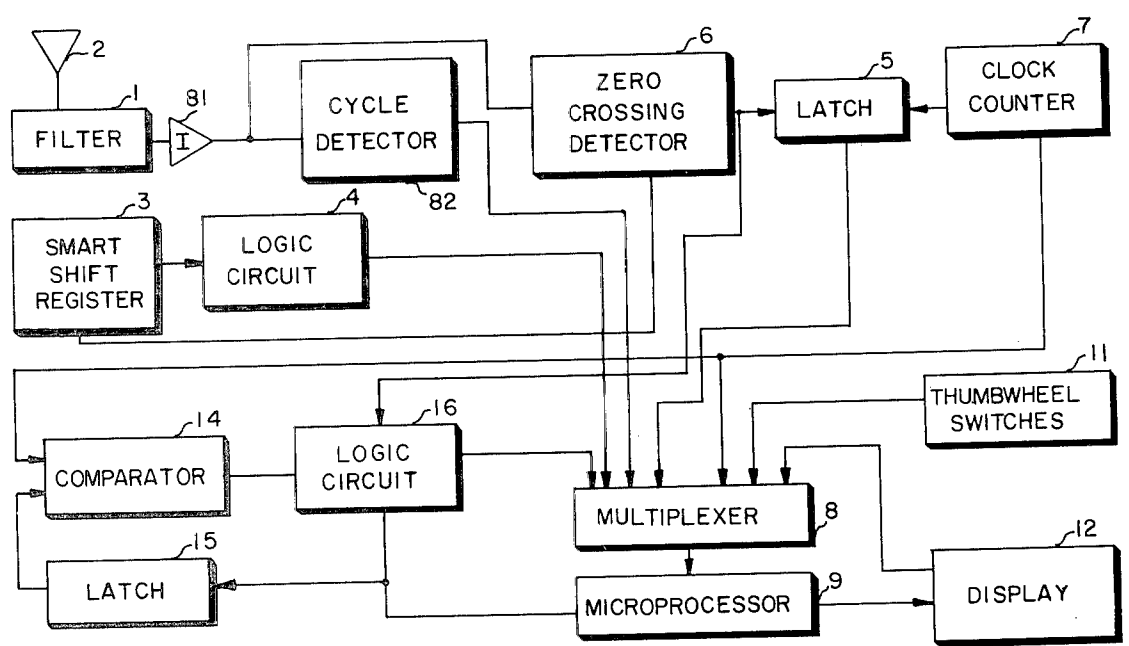 2
1
FILTER
81
I
CYCLE
DETECTOR
82
6
ZERO
CROSSING
DETECTOR
5
LATCH
7
CLOCK
COUNTER
3
SMART
SHIFT
REGISTER
4
LOGIC
CIRCUIT
11
THUMBWHEEL
SWITCHES
14
COMPARATOR
16
LOGIC
CIRCUIT
MULTIPLEXER
8
15
LATCH
MICROPROCESSOR
9
12
DISPLAY